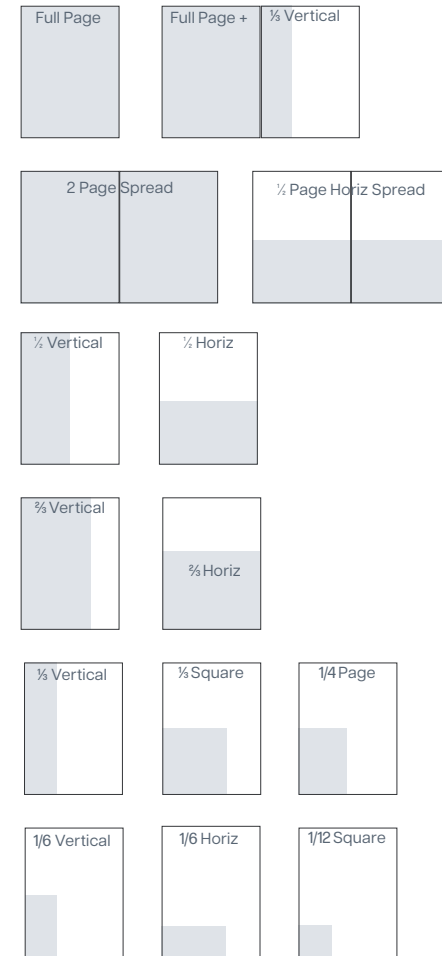 Full Page
Full Page +
⅓ Vertical
2 Page Spread
½ Page Horiz Spread
½ Vertical
½ Horiz
⅔ Vertical
⅔ Horiz
⅓ Vertical
⅓ Square
1/4 Page
1/6 Vertical
1/6 Horiz
1/12 Square